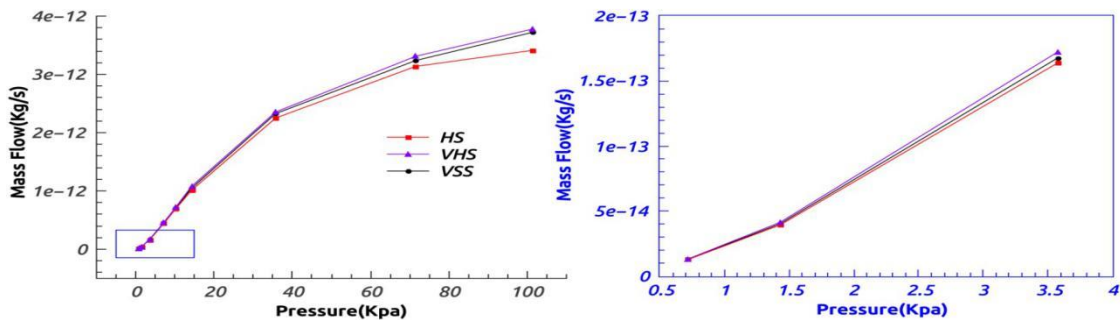 4e-12
3e-12
2e-12
1e-12
0
Mass Flow(Kg/s)
HS
VHS
VSS
0 20 40 60 80 100
Pressure(Kpa)
2e-13
1.5e-13
1e-13
5e-14
0
Mass Flow(Kg/s)
0.5 1 1.5 2 2.5 3 3.5 4
Pressure(Kpa)